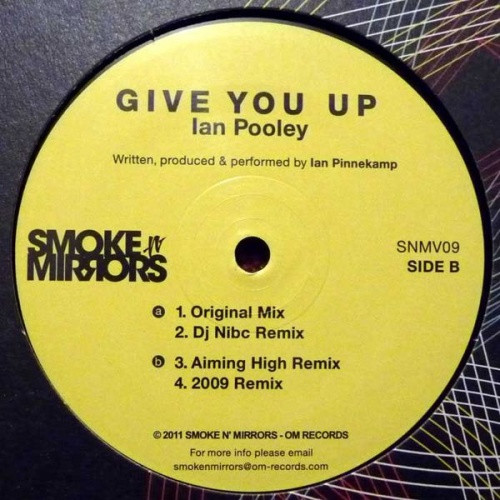 GIVE YOU UP
Ian Pooley
Written, produced & performed by Ian Pinnekamp
SMOKE N'
MIRRORS
SNMV09
SIDE B
a 1. Original Mix
2. Dj Nibc Remix
b 3. Aiming High Remix
4. 2009 Remix
© 2011 SMOKE N' MIRRORS - OM RECORDS
For more info please email
smokenmirrors@om-records.com